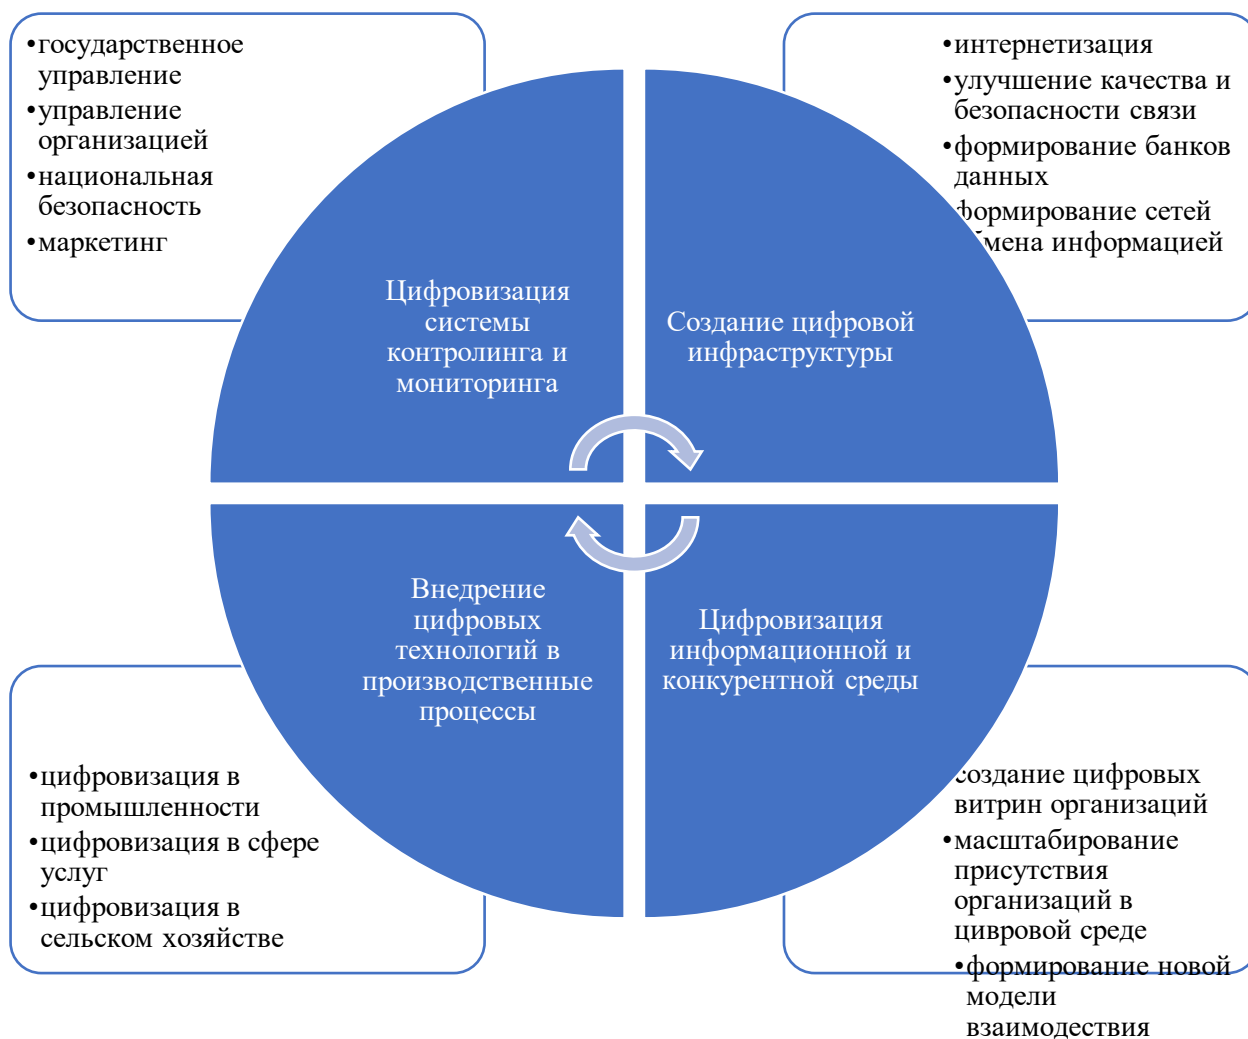 •государственное
управление
•управление
организацией
•национальная
безопасность
•маркетинг
•интернетизация
•улучшение качества и
безопасности связи
•формирование банков
данных
формирование сетей
обмена информацией
Цифровизация
системы
контролинга и
мониторинга
Создание цифровой
инфраструктуры
Внедрение
цифровых
технологий в
производственные
процессы
Цифровизация
информационной и
конкурентной среды
•цифровизация в
промышленности
•цифровизация в сфере
услуг
•цифровизация в
сельском хозяйстве
создание цифровых
витрин организаций
•масштабирование
присутствия
организаций в
цивровой среде
•формирование новой
модели
взаимодествия